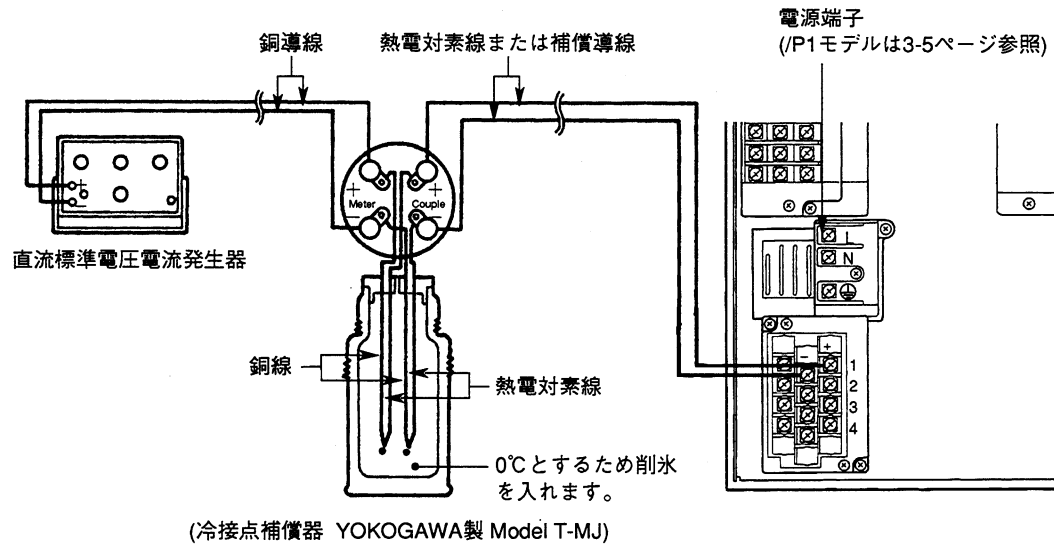 電源端子
(/P1モデルは3-5ページ参照)
銅導線
熱電対素線または補償導線
+
−
+
Meter
−
+
Couple
−
直流標準電圧電流発生器
L
N
+
−
1
2
3
4
銅線
熱電対素線
0℃とするため削氷
を入れます。
(冷接点補償器 YOKOGAWA製 Model T-MJ)